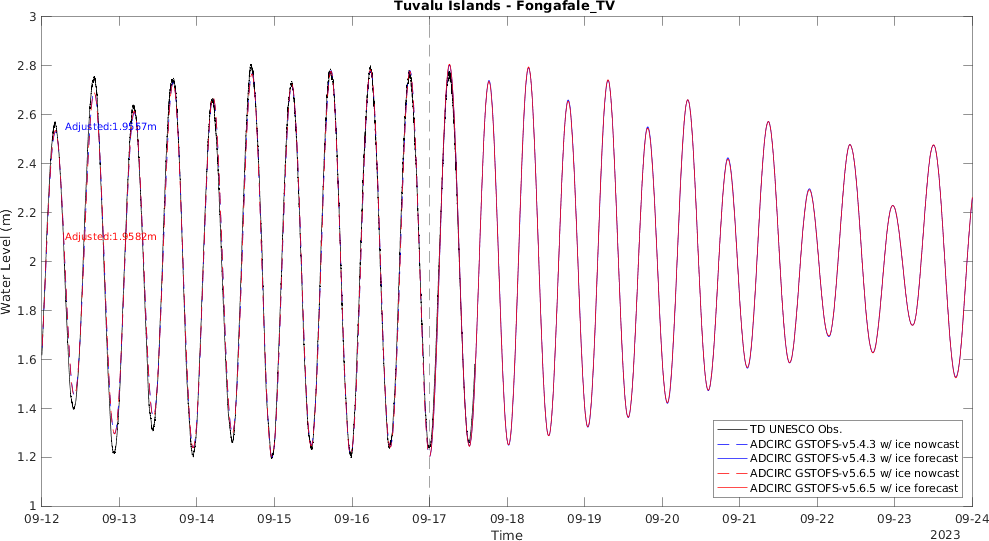 Tuvalu Islands - Fongafale_TV
3
2.8
2.6
2.4
2.2
2
1.8
1.6
1.4
1.2
1
Water Level (m)
Adjusted:1.9557m
Adjusted:1.9582m
TD UNESCO Obs.
ADCIRC GSTOFS-v5.4.3 w/ ice nowcast
ADCIRC GSTOFS-v5.4.3 w/ ice forecast
ADCIRC GSTOFS-v5.6.5 w/ ice nowcast
ADCIRC GSTOFS-v5.6.5 w/ ice forecast
09-12 09-13 09-14 09-15 09-16 09-17 09-18 09-19 09-20 09-21 09-22 09-23 09-24
Time
2023